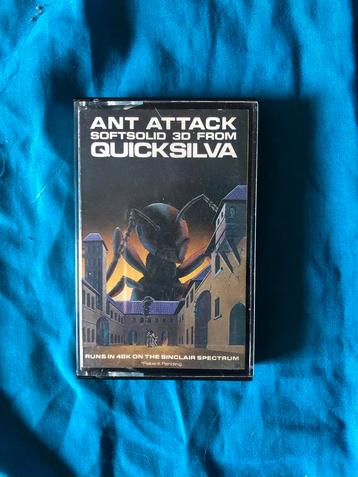 ANT ATTACK
SOFTSOLID 3D* FROM
QUICKSILVA
RUNS IN 48K ON THE SINCLAIR SPECTRUM
*Patent Pending.